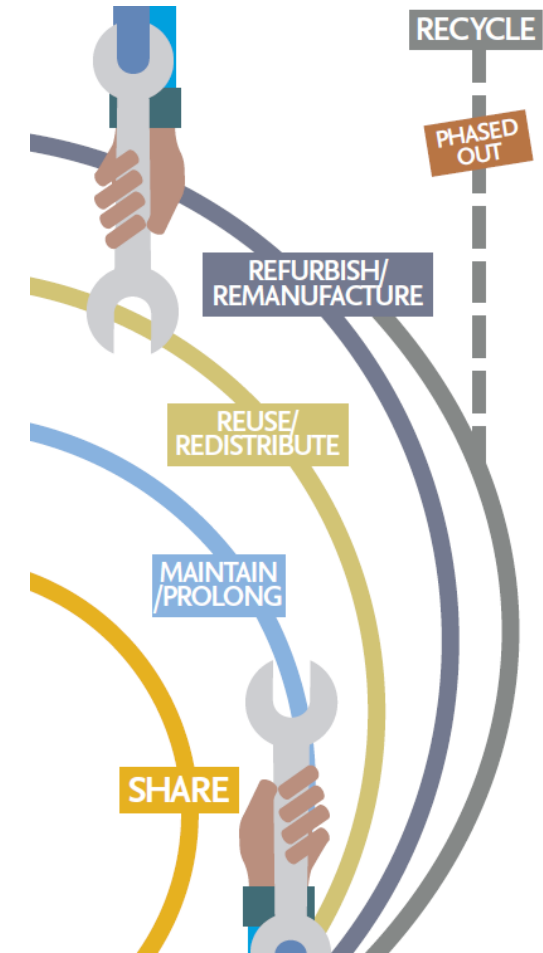 RECYCLE
PHASED
OUT
REFURBISH/
REMANUFACTURE
REUSE/
REDISTRIBUTE
MAINTAIN
/PROLONG
SHARE